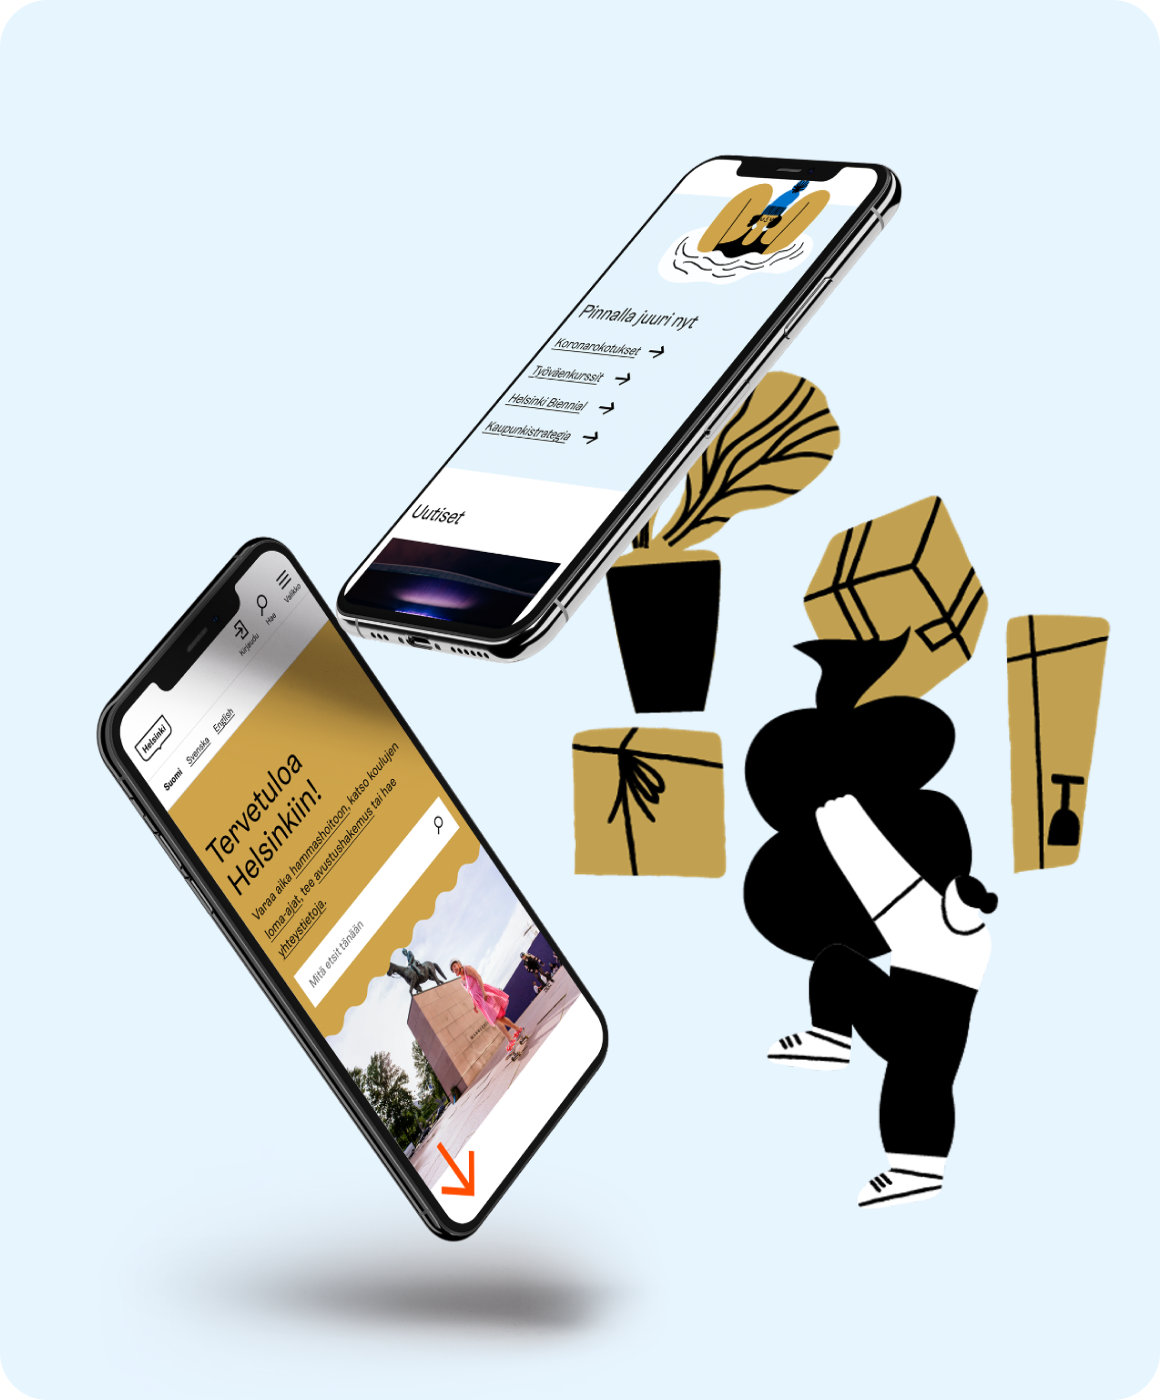 Pinnalla juuri nyt
Koronarokotukset
Työväenkurssit
Helsinki Biennial
Kaupunkistrategia
Uutiset
Kirjaudu
Hae
Valikko
Helsinki
Suomi Svenska English
Tervetuloa
Helsinkiin!
Varaa aika hammashoitoon, katso koulujen
loma-ajat, tee avustushakemus tai hae
yhteystietoja.
Mitä etsit tänään